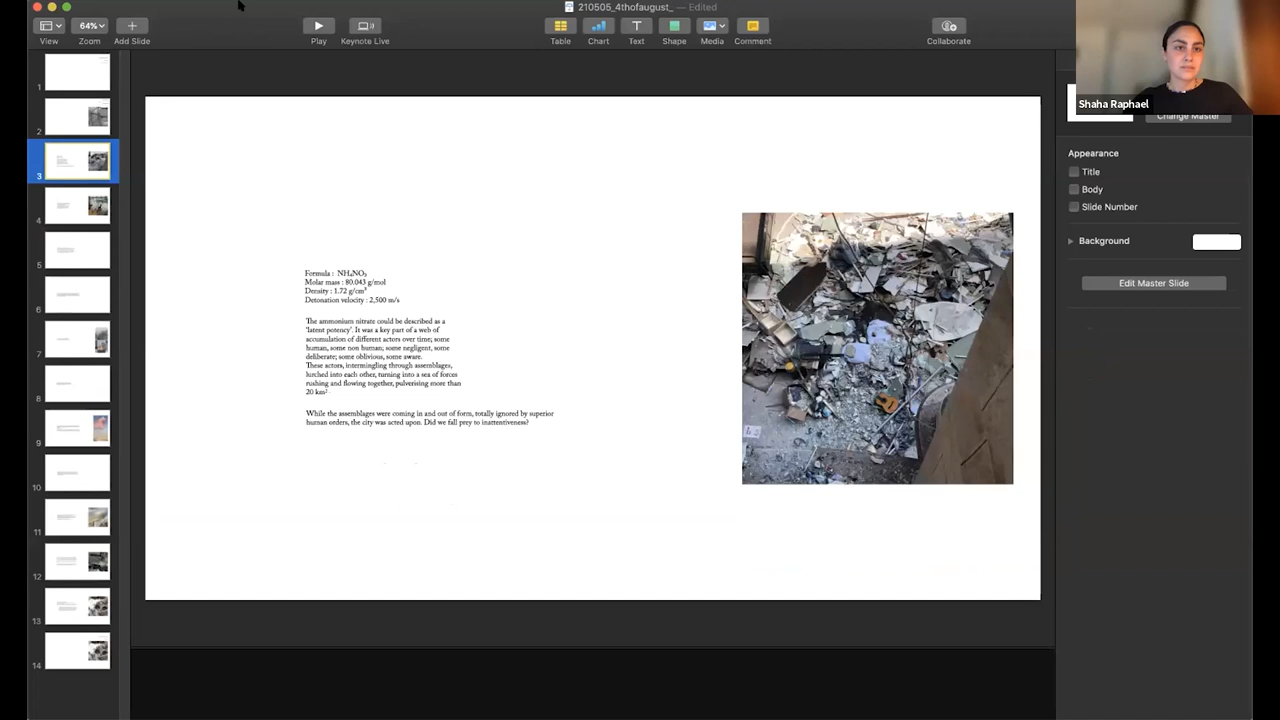 210505_4thofaugust_ — Edited
64%
View
Zoom
Add Slide
Play
Keynote Live
Table
Chart
Text
Shape
Media
Comment
Collaborate
Shaha Raphael
Change Master
Appearance
Title
Body
Slide Number
Background
Edit Master Slide
1
2
3
4
5
6
7
8
9
10
11
12
13
14
Formula : NH₄NO₃
Molar mass : 80.043 g/mol
Density : 1.72 g/cm³
Detonation velocity : 2,500 m/s
The ammonium nitrate could be described as a
'latent potency'. It was a key part of a web of
accumulation of different actors over time; some
human, some non human; some negligent, some
deliberate; some oblivious, some aware.
These actors, intermingling through assemblages,
lurched into each other, turning into a sea of forces
rushing and flowing together, pulverising more than
20 km²
While the assemblages were coming in and out of form, totally ignored by superior
human orders, the city was acted upon. Did we fall prey to inattentiveness?